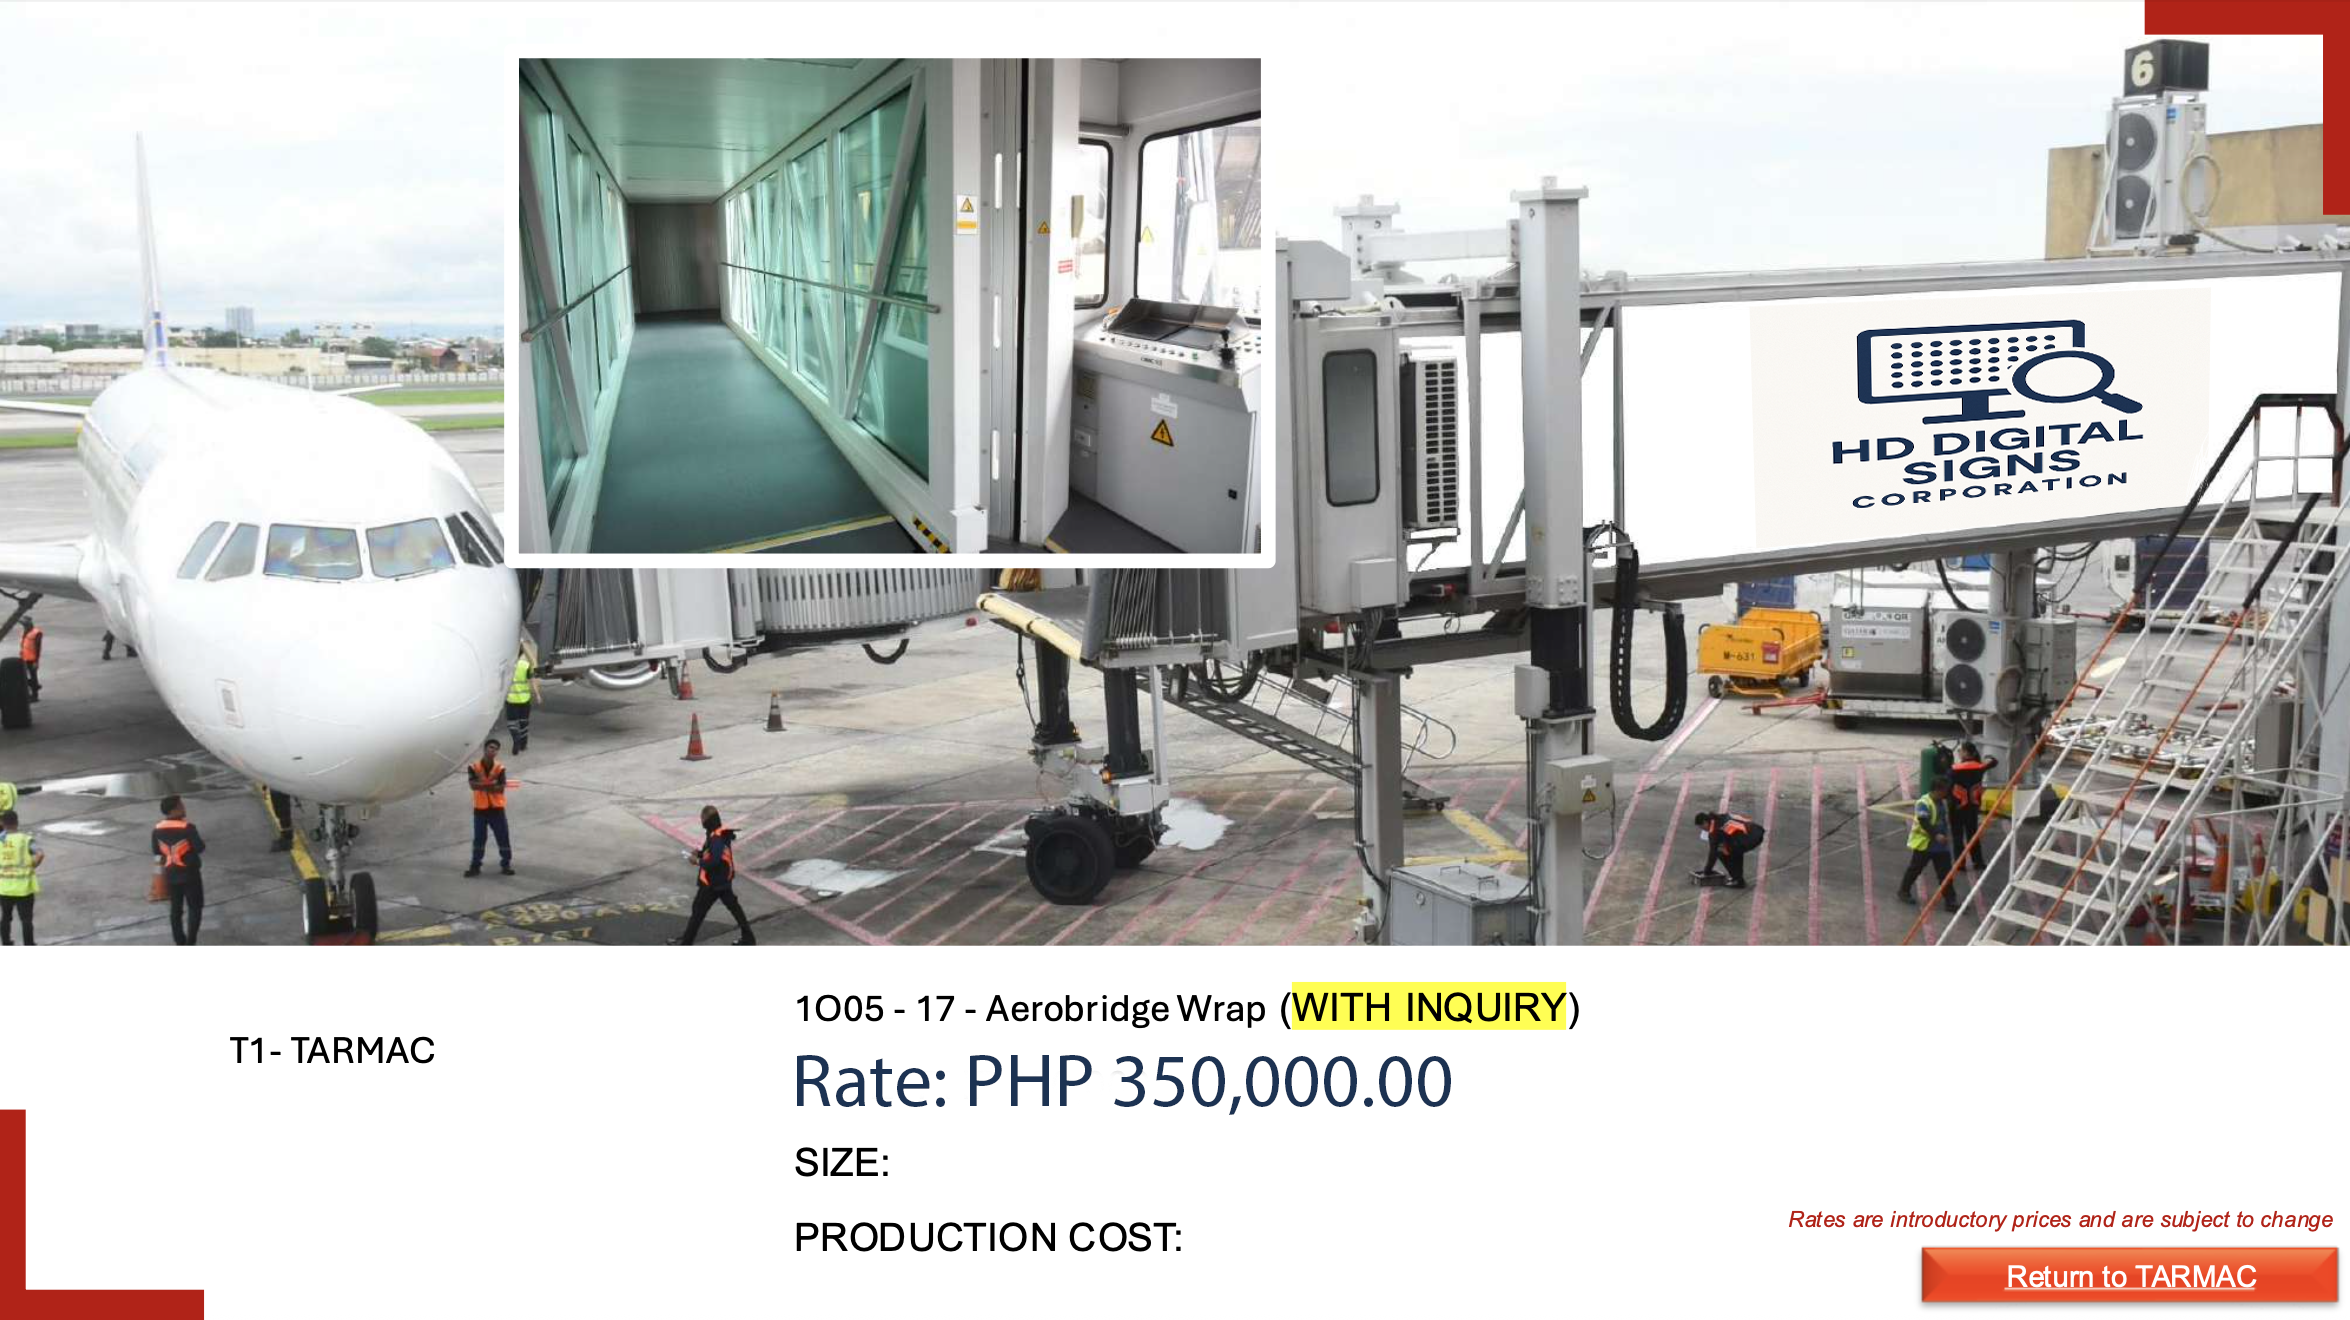 6
HD DIGITAL
SIGNS
CORPORATION
M-631
T1- TARMAC
1O05 - 17 - Aerobridge Wrap (WITH INQUIRY)
Rate: PHP 350,000.00
SIZE:
PRODUCTION COST:
Rates are introductory prices and are subject to change
Return to TARMAC